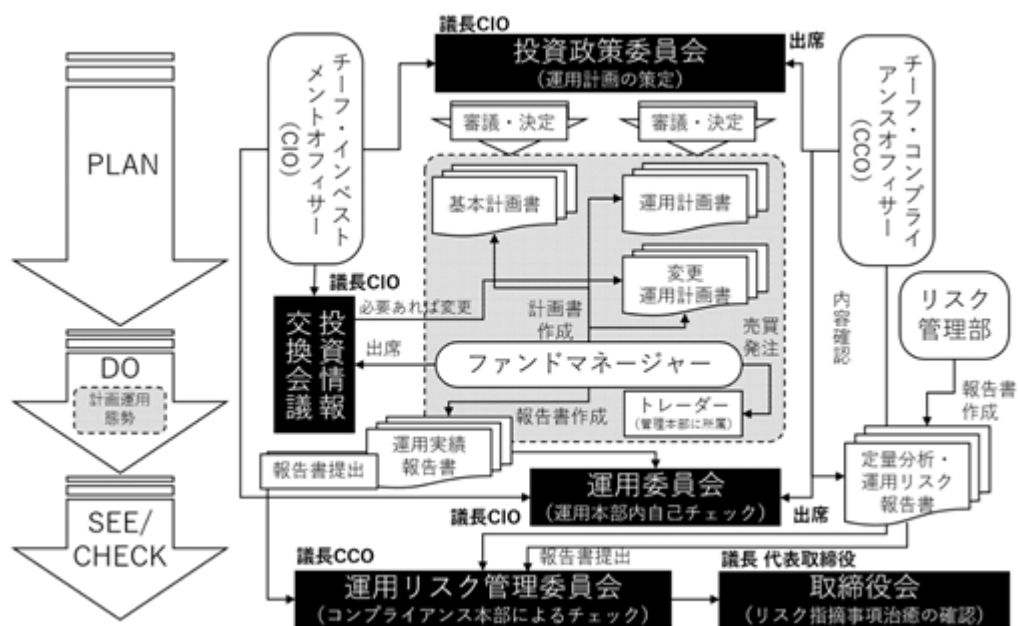 議長CIO
投資政策委員会
(運用計画の策定)
出席
チーフ・インベスト
メントオフィサー
(CIO)
チーフ・コンプライ
アンスオフィサー
(CCO)
PLAN
審議・決定
審議・決定
基本計画書
運用計画書
変更
運用計画書
議長CIO
必要あれば変更
投資情報
交換会議
出席
計画書
作成
売買
発注
内容確認
リスク
管理部
ファンドマネージャー
DO
計画運用
態勢
報告書作成
トレーダー
(管理本部に所属)
報告書
作成
運用実績
報告書
報告書提出
定量分析・
運用リスク
報告書
運用委員会
(運用本部内自己チェック)
議長CIO
出席
SEE/
CHECK
議長CCO
報告書提出
議長 代表取締役
運用リスク管理委員会
(コンプライアンス本部によるチェック)
取締役会
(リスク指摘事項治癒の確認)